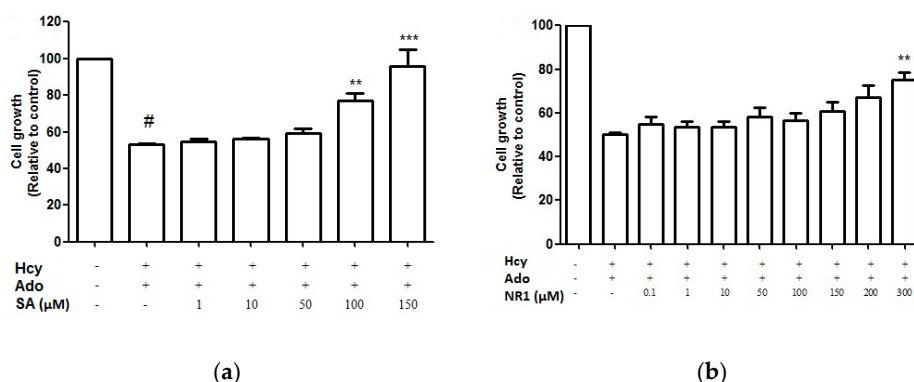 120
100
80
60
40
20
0
Cell growth
(Relative to control)
#
**
***
Hcy - + + + + + +
Ado - + + + + + +
SA (μM) - - 1 10 50 100 150
(a)
100
80
60
40
20
0
Cell growth
(Relative to control)
**
Hcy - + + + + + + + + +
Ado - + + + + + + + + +
NR1 (μM) - - 0.1 1 10 50 100 150 200 300
(b)